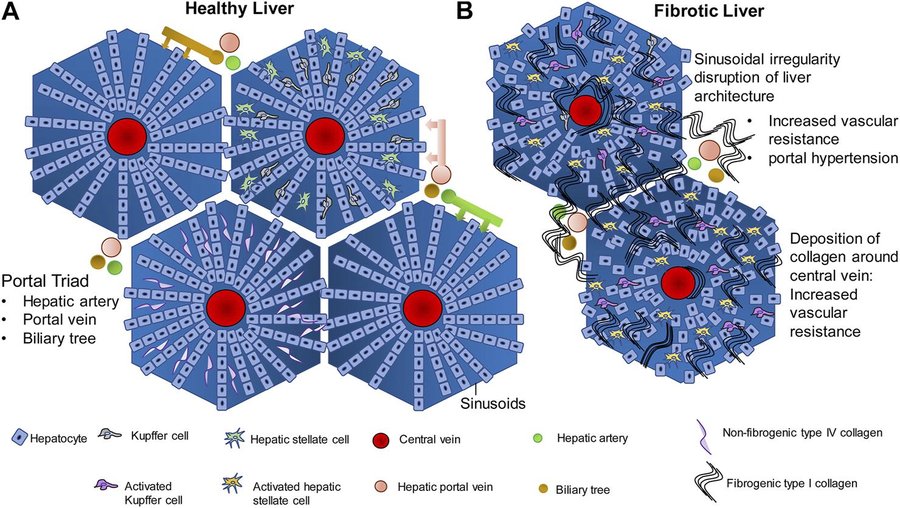 A
Healthy Liver
B
Fibrotic Liver
Sinusoidal irregularity
disruption of liver
architecture
• Increased vascular
resistance
• portal hypertension
Portal Triad
• Hepatic artery
• Portal vein
• Biliary tree
Deposition of
collagen around
central vein:
Increased
vascular
resistance
Sinusoids
Hepatocyte
Kupffer cell
Hepatic stellate cell
Central vein
Hepatic artery
Non-fibrogenic type IV collagen
Activated
Kupffer cell
Activated hepatic
stellate cell
Hepatic portal vein
Biliary tree
Fibrogenic type I collagen